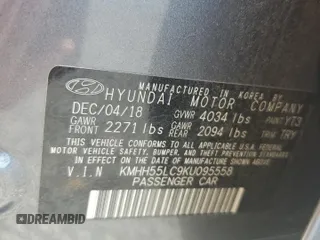 MANUFACTURED IN KOREA BY
HYUNDAI MOTOR COMPANY
DEC/04/18 GVWR 4034 lbs PAINT YT3
GAWR FRONT 2271 lbs GAWR REAR 2094 lbs TRIM TRY
THIS VEHICLE CONFORMS TO ALL APPLICABLE U.S.
FEDERAL MOTOR VEHICLE SAFETY, BUMPER,
AND THEFT PREVENTION STANDARDS IN EFFECT
ON THE DATE OF MANUFACTURE SHOWN ABOVE.
V.I.N KMHH55LC9KU095558
PASSENGER CAR
DREAMBID